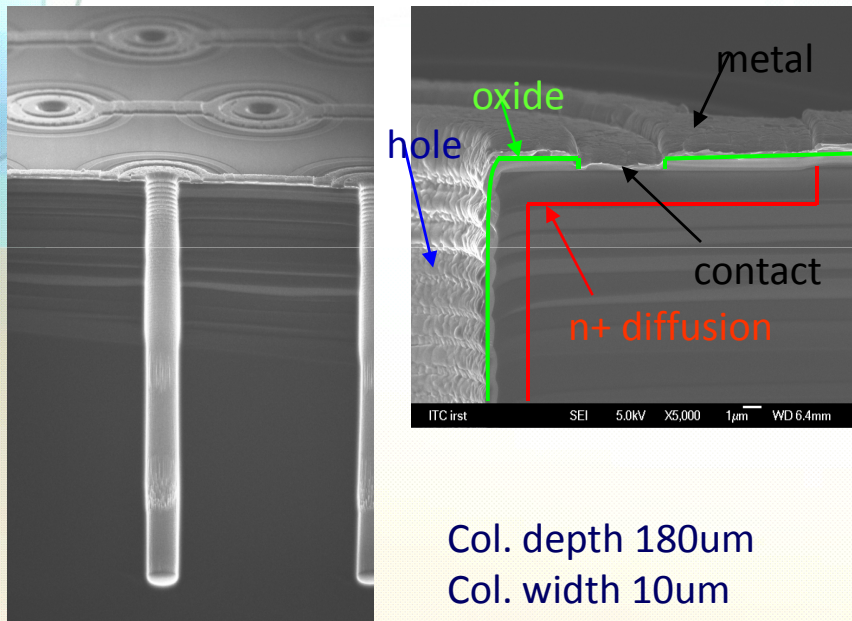 metal
oxide
hole
contact
n+ diffusion
ITC irst SEI 5.0kV X5,000 1µm WD 6.4mm
Col. depth 180um
Col. width 10um